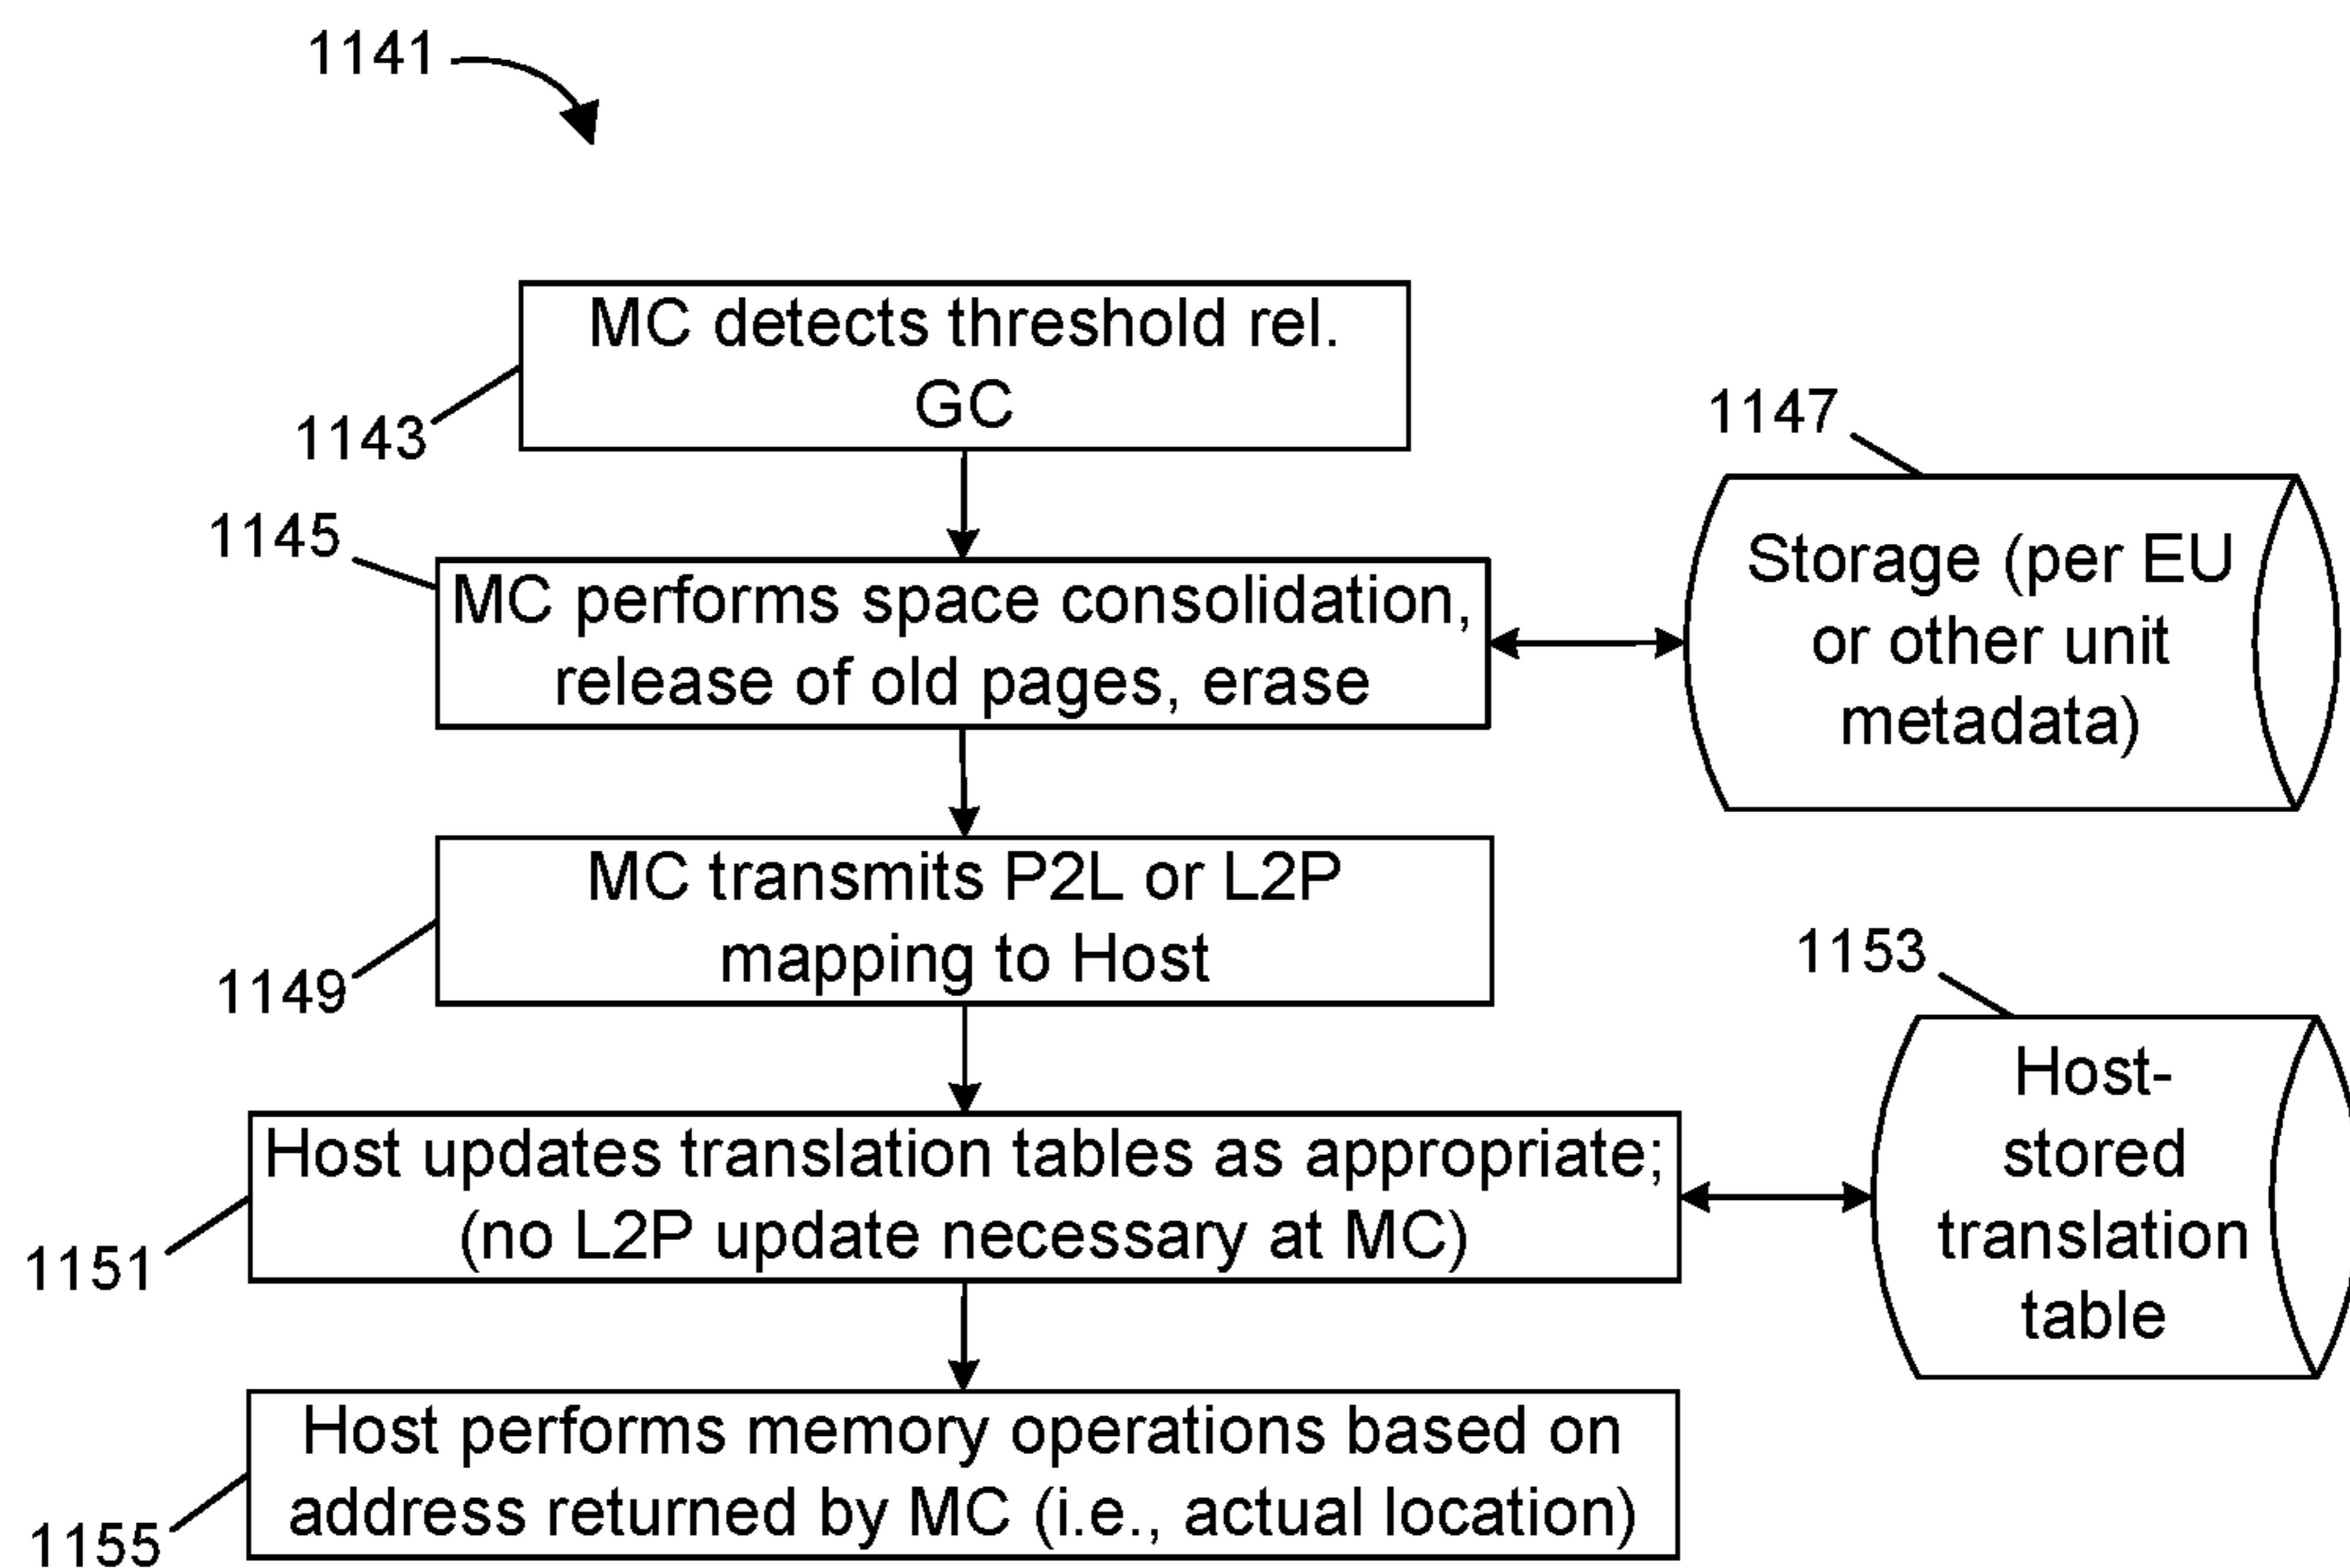 1141
MC detects threshold rel.
GC
1143
1147
1145
MC performs space consolidation,
release of old pages, erase
Storage (per EU
or other unit
metadata)
MC transmits P2L or L2P
mapping to Host
1149
1153
Host updates translation tables as appropriate;
(no L2P update necessary at MC)
1151
Host-
stored
translation
table
Host performs memory operations based on
address returned by MC (i.e., actual location)
1155